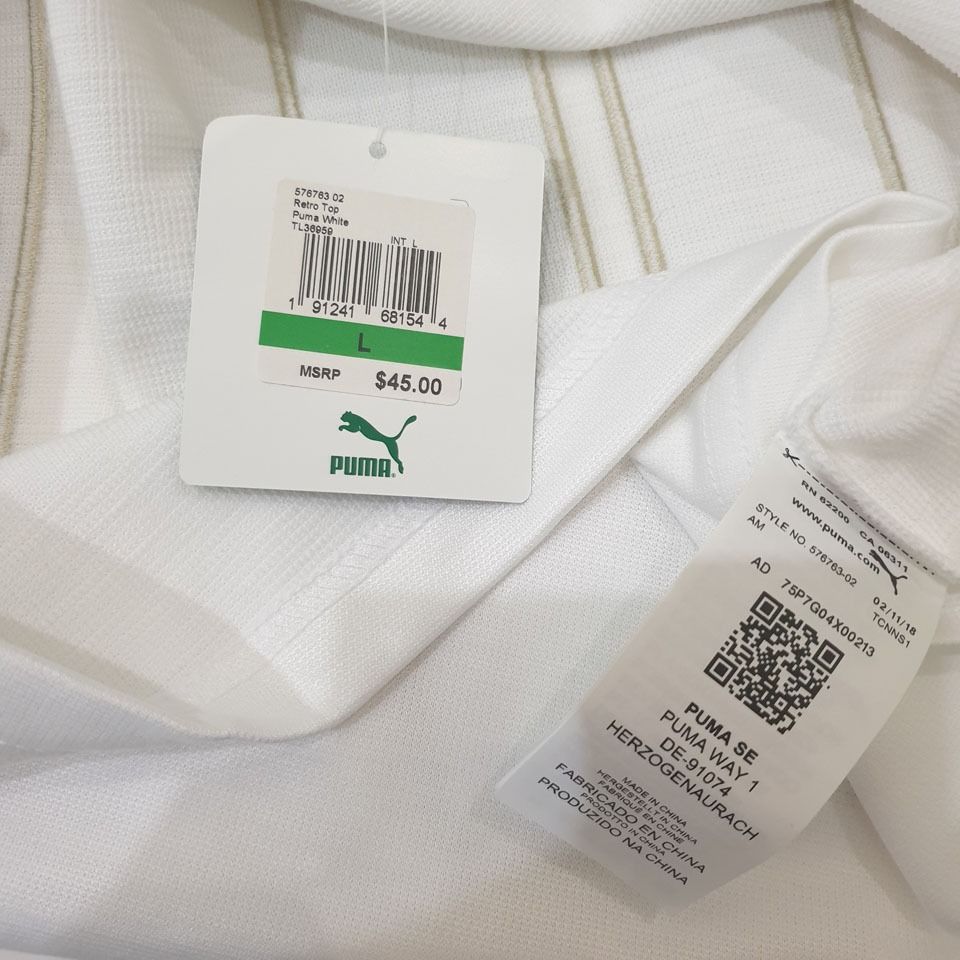 576763 02
Retro Top
Puma White
TL36959
INT L
1 91241 68154 4
L
MSRP $45.00
PUMA
RN 62200 CA 06311
www.puma.com
STYLE NO. 576763-02
AM 02/11/18
TCNNS1
AD 75P7G04X00213
PUMA SE
PUMA WAY 1
DE-91074
HERZOGENAURACH
MADE IN CHINA
HERGESTELLT IN CHINA
FABRIQUÉ EN CHINE
FABRICADO EN CHINA
PRODOTTO IN CHINA
PRODUZIDO NA CHINA